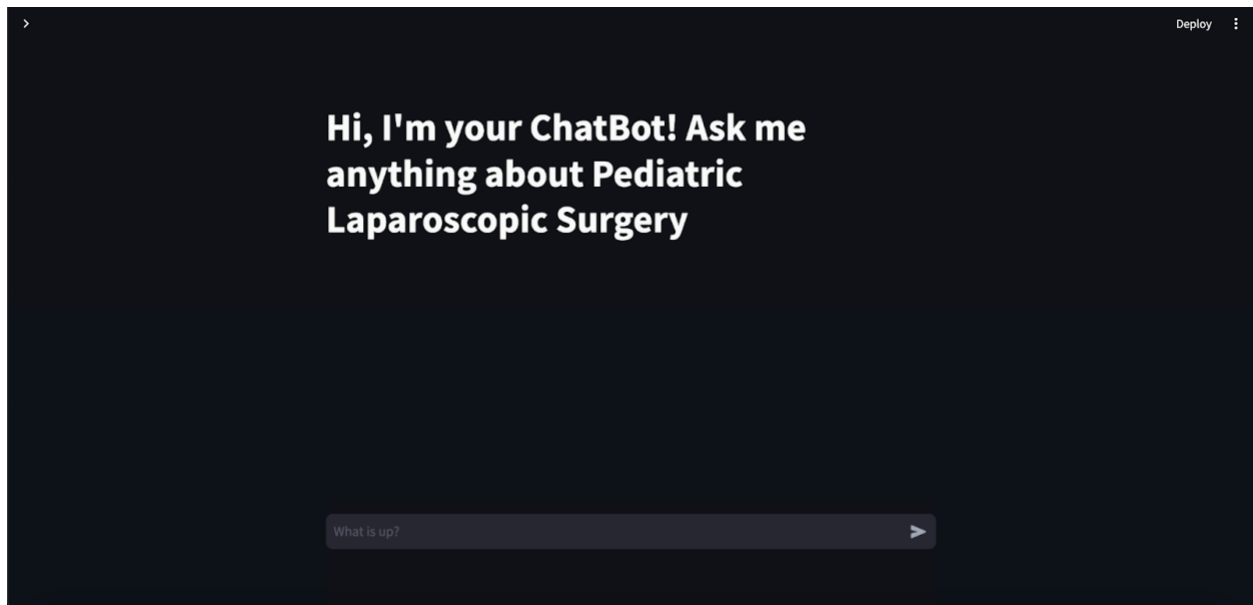 Deploy
Hi, I'm your ChatBot! Ask me
anything about Pediatric
Laparoscopic Surgery
What is up?